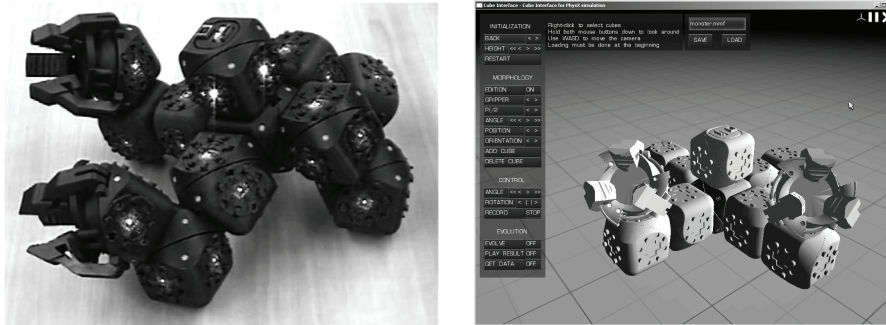 Cube Interface - Cube Interface for PhysX simulation
INITIALIZATION
BACK < >
HEIGHT << < > >>
RESTART
MORPHOLOGY
EDITION ON
GRIPPER < >
PI/2 < >
ANGLE << < > >>
POSITION < >
ORIENTATION < >
ADD CUBE
DELETE CUBE
CONTROL
ANGLE << < > >>
ROTATION < || >
RECORD STOP
EVOLUTION
EVOLVE OFF
PLAY RESULT OFF
GET DATA OFF
Right-click to select cubes
Hold both mouse buttons down to look around
Use WASD to move the camera
Loading must be done at the beginning
monster.mmf
SAVE LOAD